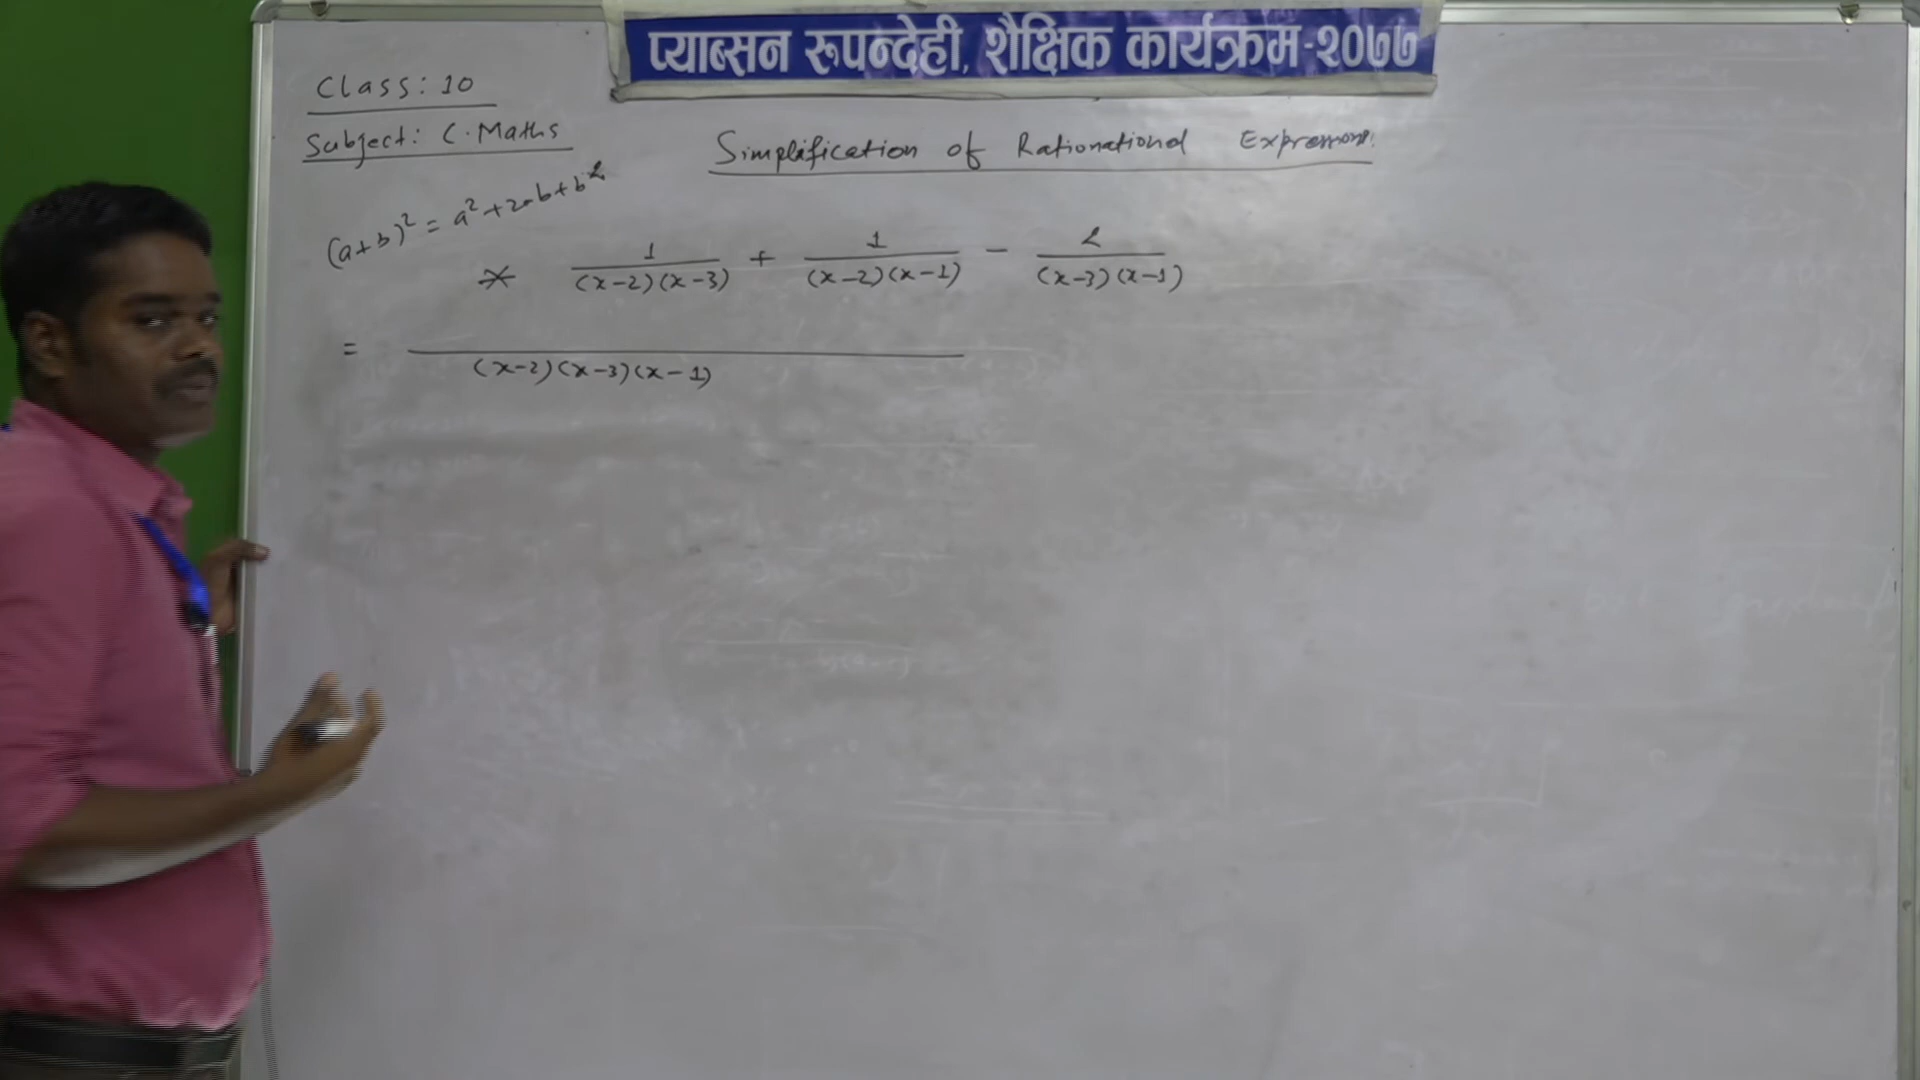 प्याब्सन रूपन्देही, शैक्षिक कार्यक्रम-२०७७
Class: 10
Subject: C. Maths
Simplification of Rationational Expressions.
(a+b)² = a²+2ab+b²
* 1/((x-2)(x-3)) + 1/((x-2)(x-1)) - 2/((x-3)(x-1))
= /((x-2)(x-3)(x-1))